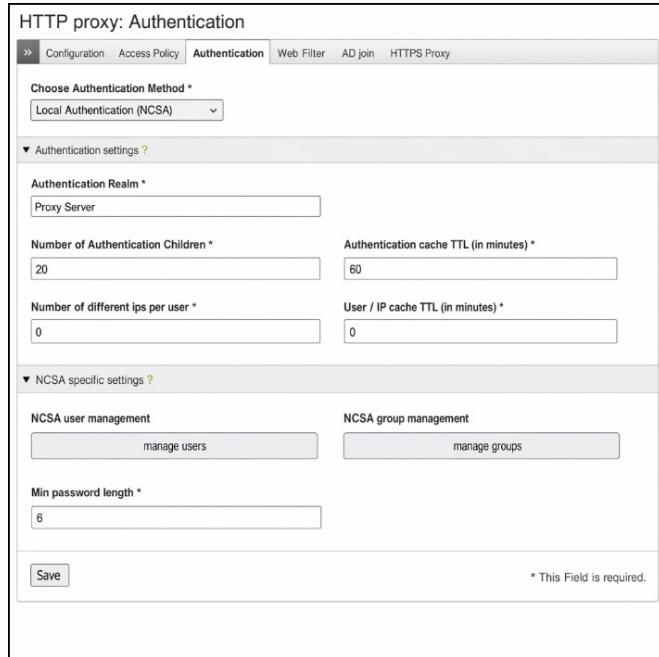 HTTP proxy: Authentication
» Configuration Access Policy Authentication Web Filter AD join HTTPS Proxy
Choose Authentication Method *
Local Authentication (NCSA)
▼ Authentication settings ?
Authentication Realm *
Proxy Server
Number of Authentication Children * Authentication cache TTL (in minutes) *
20 60
Number of different ips per user * User / IP cache TTL (in minutes) *
0 0
▼ NCSA specific settings ?
NCSA user management NCSA group management
manage users manage groups
Min password length *
6
Save * This Field is required.